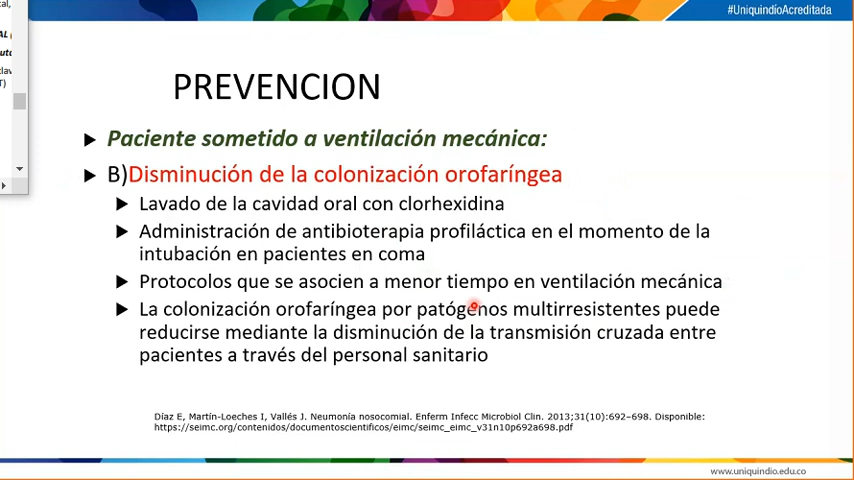 #UniquindíoAcreditada
PREVENCION
Paciente sometido a ventilación mecánica:
B)Disminución de la colonización orofaríngea
Lavado de la cavidad oral con clorhexidina
Administración de antibioterapia profiláctica en el momento de la
intubación en pacientes en coma
Protocolos que se asocien a menor tiempo en ventilación mecánica
La colonización orofaríngea por patógenos multirresistentes puede
reducirse mediante la disminución de la transmisión cruzada entre
pacientes a través del personal sanitario
Díaz E, Martín-Loeches I, Vallés J. Neumonía nosocomial. Enferm Infecc Microbiol Clin. 2013;31(10):692–698. Disponible:
https://seimc.org/contenidos/documentoscientificos/eimc/seimc_eimc_v31n10p692a698.pdf
www.uniquindio.edu.co